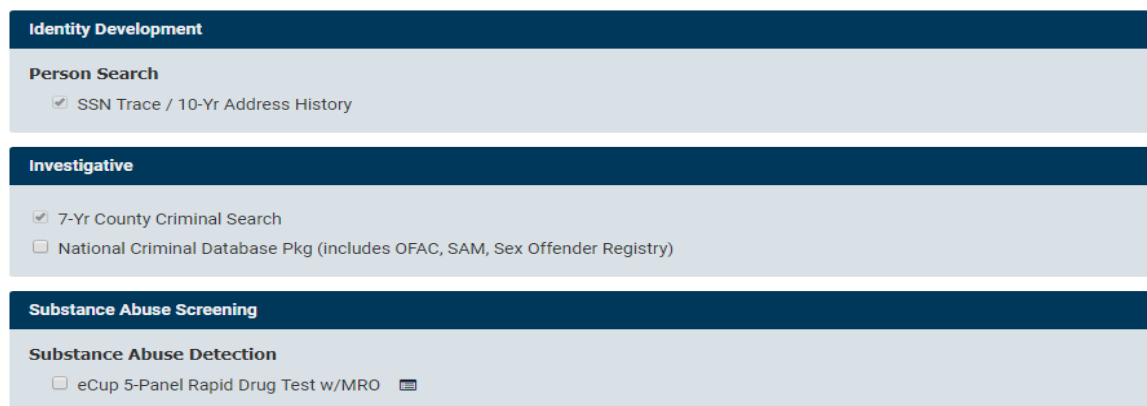 Identity Development
Person Search
SSN Trace / 10-Yr Address History
Investigative
7-Yr County Criminal Search
National Criminal Database Pkg (includes OFAC, SAM, Sex Offender Registry)
Substance Abuse Screening
Substance Abuse Detection
eCup 5-Panel Rapid Drug Test w/MRO